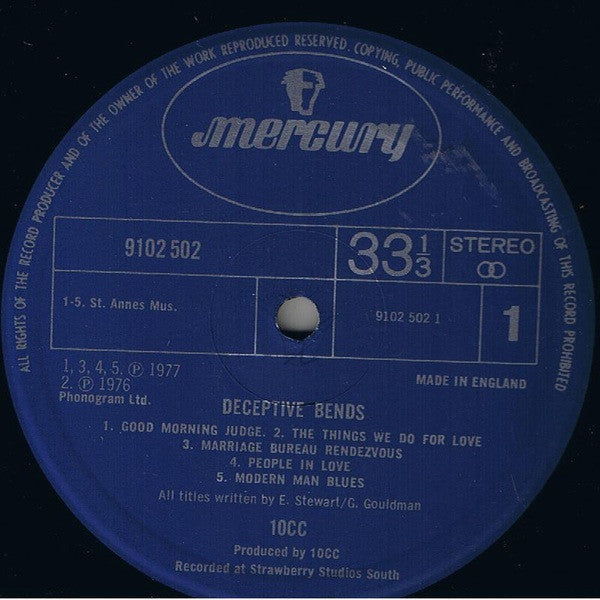 ALL RIGHTS OF THE RECORD PRODUCER AND OF THE OWNER OF THE WORK REPRODUCED RESERVED. COPYING, PUBLIC PERFORMANCE AND BROADCASTING OF THIS RECORD PROHIBITED
mercury
9102 502
33 1/3
STEREO
1-5. St. Annes Mus.
9102 502 1
1
1, 3, 4, 5. ℗ 1977
2. ℗ 1976
Phonogram Ltd.
MADE IN ENGLAND
DECEPTIVE BENDS
1. GOOD MORNING JUDGE. 2. THE THINGS WE DO FOR LOVE
3. MARRIAGE BUREAU RENDEZVOUS
4. PEOPLE IN LOVE
5. MODERN MAN BLUES
All titles written by E. Stewart/G. Gouldman
10CC
Produced by 10CC
Recorded at Strawberry Studios South